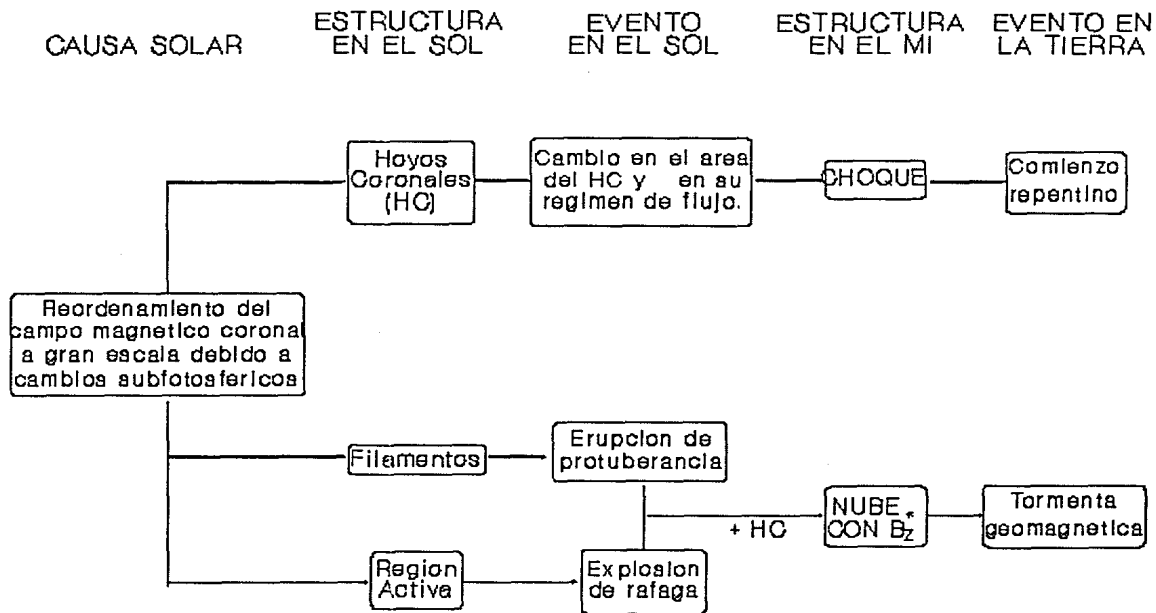 CAUSA SOLAR
ESTRUCTURA
EN EL SOL
EVENTO
EN EL SOL
ESTRUCTURA
EN EL MI
EVENTO EN
LA TIERRA
Hoyos
Coronales
(HC)
Cambio en el area
del HC y en su
regimen de flujo.
CHOQUE
Comienzo
repentino
Reordenamiento del
campo magnetico coronal
a gran escala debido a
cambios subfotosfericos
Filamentos
Erupcion de
protuberancia
+ HC
NUBE
CON Bz*
Tormenta
geomagnetica
Region
Activa
Explosion
de rafaga